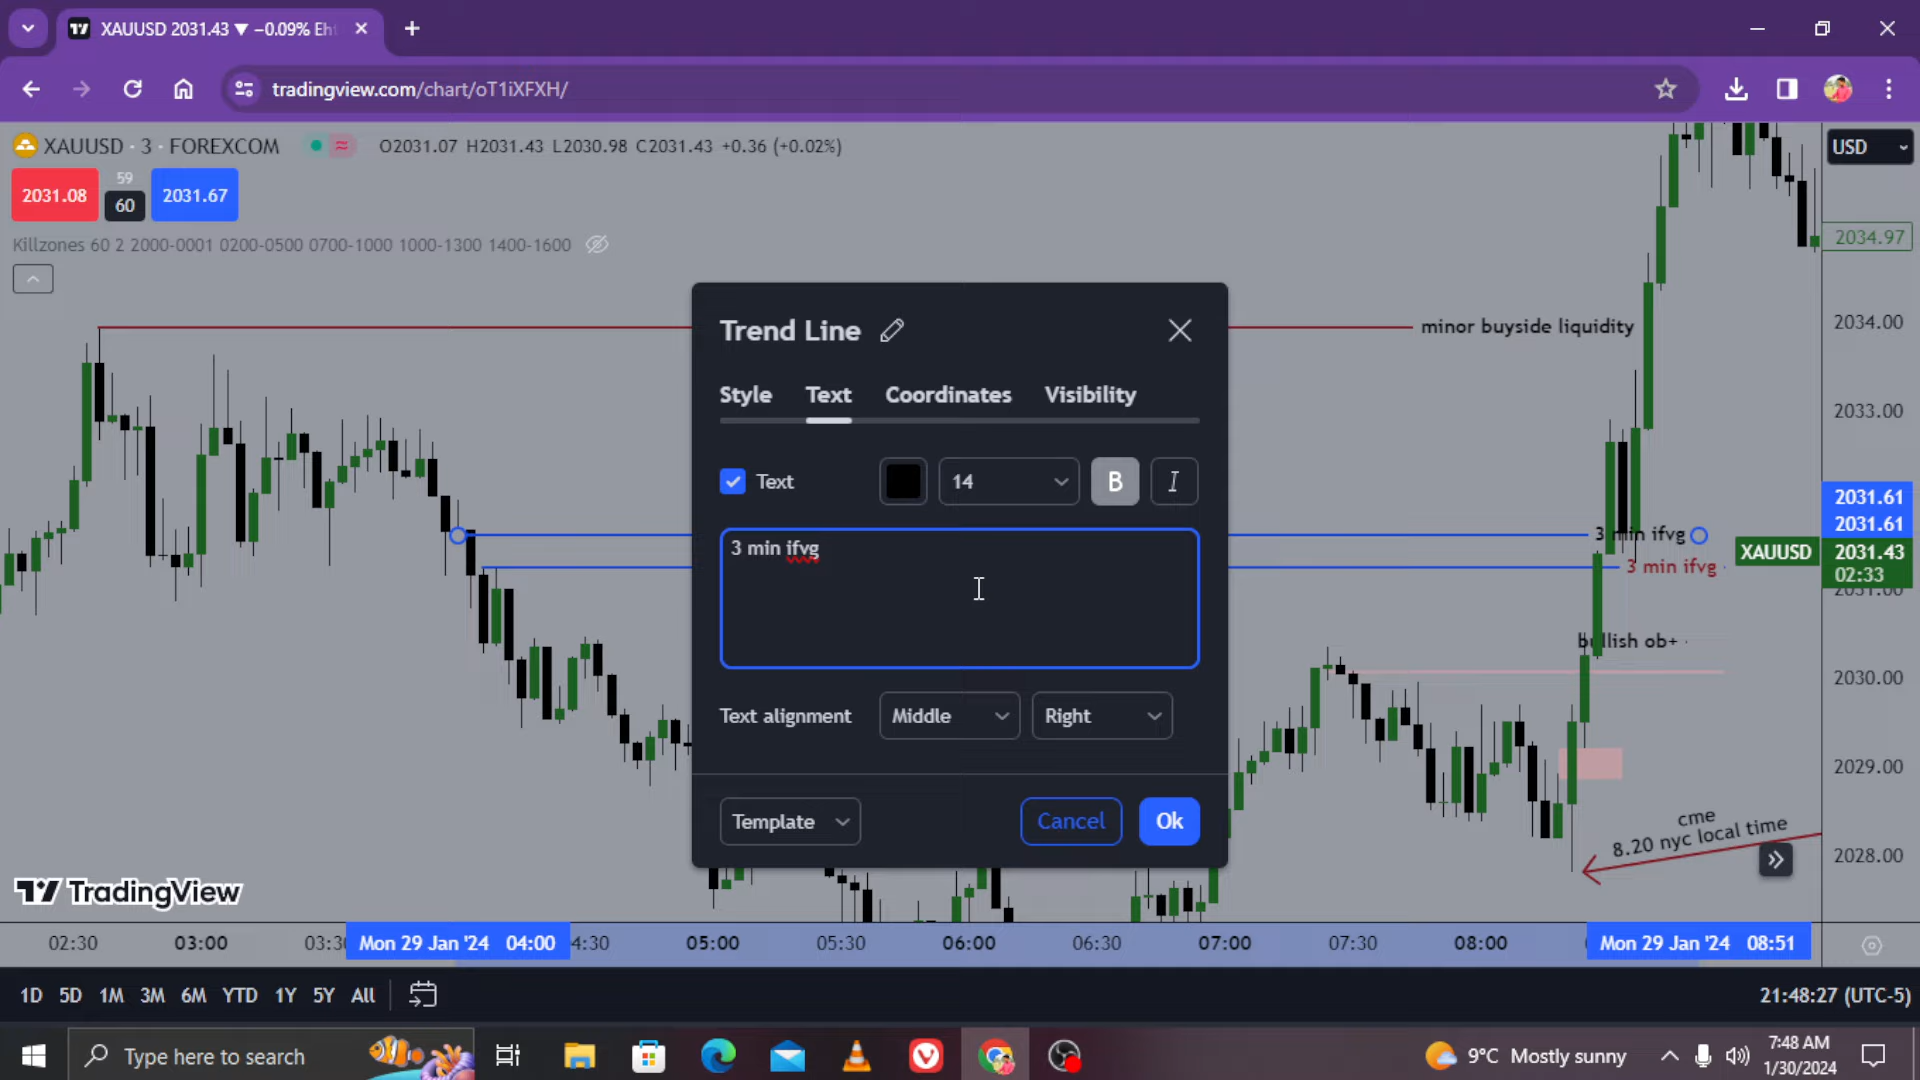 XAUUSD 2031.43 ▼ −0.09% Eh
tradingview.com/chart/oT1iXFXH/
XAUUSD · 3 · FOREXCOM
O2031.07 H2031.43 L2030.98 C2031.43 +0.36 (+0.02%)
USD
2031.08
59
60
2031.67
Killzones 60 2 2000-0001 0200-0500 0700-1000 1000-1300 1400-1600
2034.97
minor buyside liquidity
2034.00
2033.00
Trend Line
Style
Text
Coordinates
Visibility
Text
14
B
I
3 min ifvg
Text alignment
Middle
Right
Template
Cancel
Ok
2031.61
2031.61
3 min ifvg
XAUUSD
2031.43
02:33
3 min ifvg
2031.00
bullish ob+
2030.00
2029.00
cme
8.20 nyc local time
2028.00
TradingView
02:30
03:00
03:3
Mon 29 Jan '24 04:00
4:30
05:00
05:30
06:00
06:30
07:00
07:30
08:00
Mon 29 Jan '24 08:51
1D 5D 1M 3M 6M YTD 1Y 5Y All
21:48:27 (UTC-5)
Type here to search
9°C Mostly sunny
7:48 AM
1/30/2024